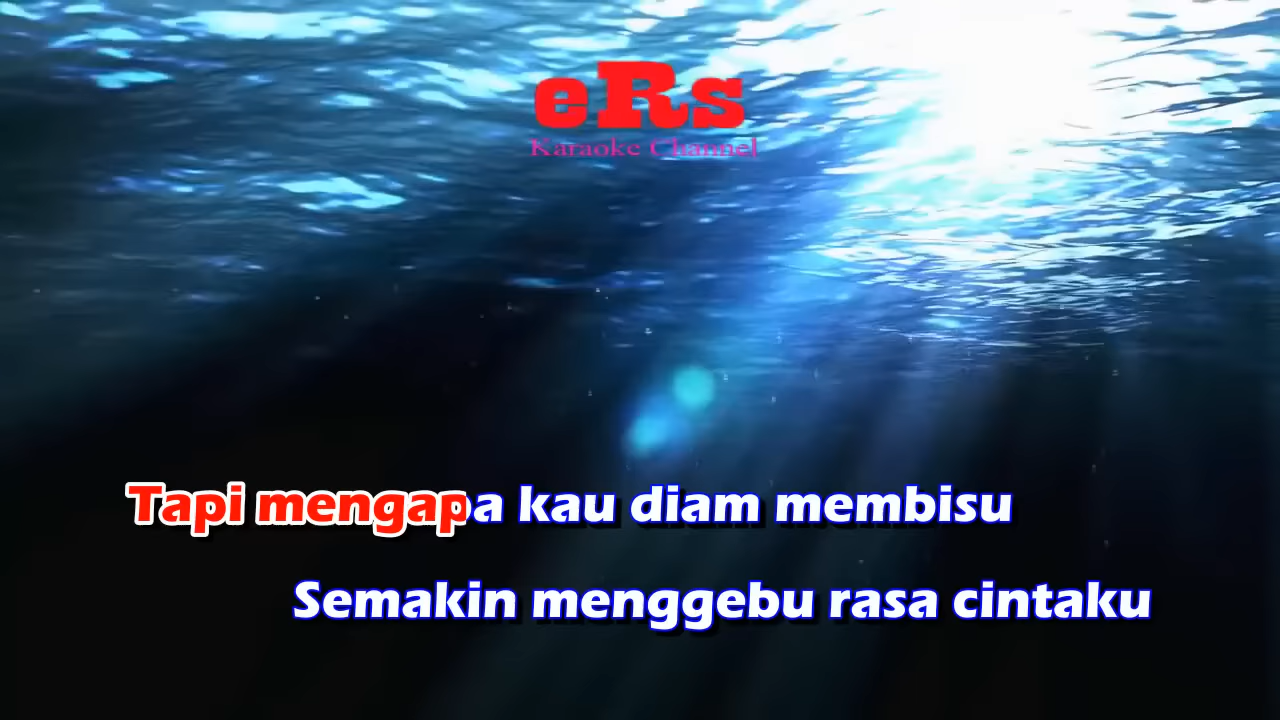 eRs
Karaoke Channel
Tapi mengapa kau diam membisu
Semakin menggebu rasa cintaku